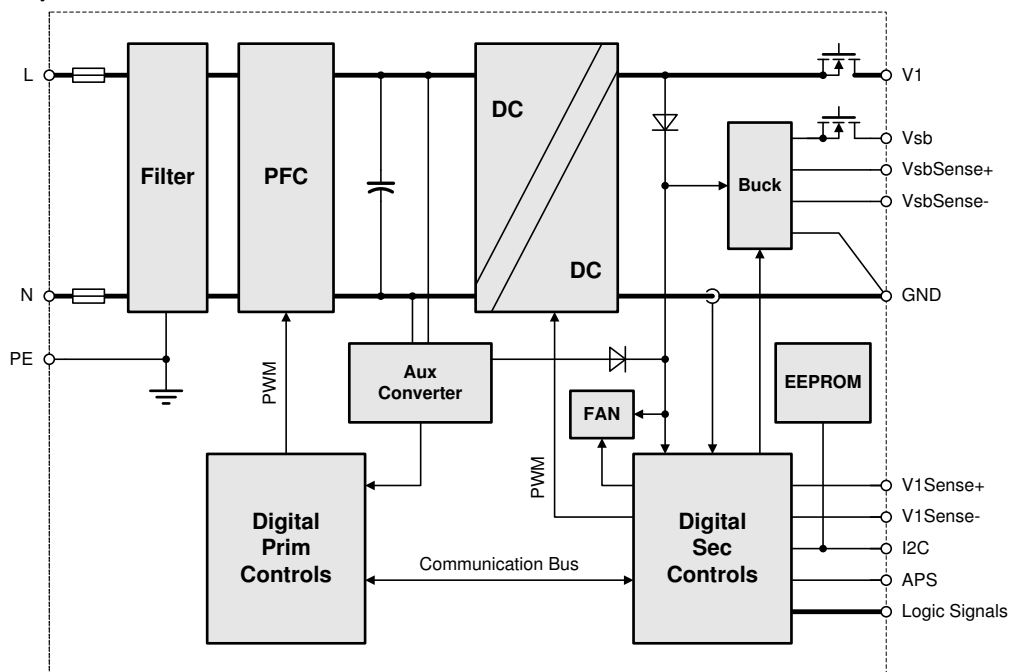 L
N
PE
Filter
PFC
DC
DC
Buck
V1
Vsb
VsbSense+
VsbSense-
GND
PWM
Aux
Converter
FAN
PWM
EEPROM
Digital
Prim
Controls
Communication Bus
Digital
Sec
Controls
V1Sense+
V1Sense-
I2C
APS
Logic Signals